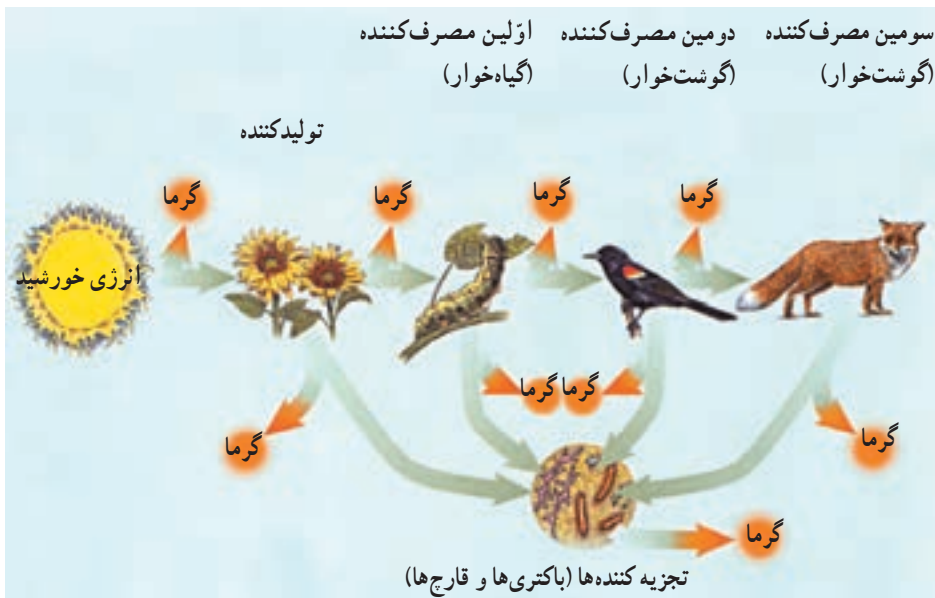 سومین مصرف‌کننده
(گوشت‌خوار)
دومین مصرف‌کننده
(گوشت‌خوار)
اوّلین مصرف‌کننده
(گیاه‌خوار)
تولیدکننده
گرما
گرما
گرما
گرما
انرژی خورشید
گرما
گرما
گرما
گرما
گرما
تجزیه کننده‌ها (باکتری‌ها و قارچ‌ها)